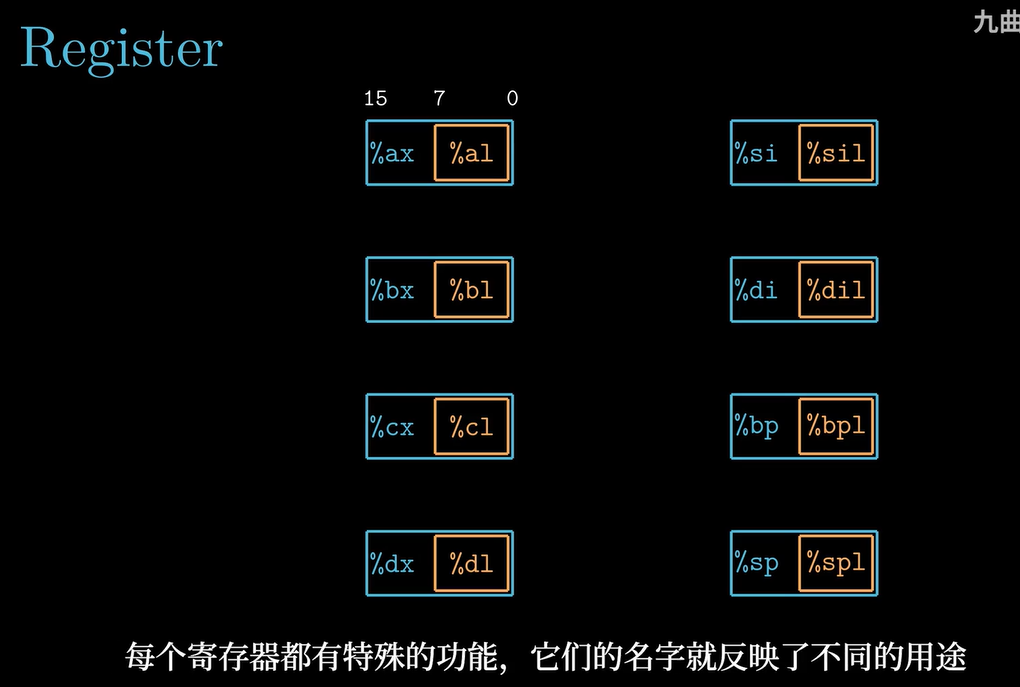 九曲
Register
15 7 0
%ax %al %si %sil
%bx %bl %di %dil
%cx %cl %bp %bpl
%dx %dl %sp %spl
每个寄存器都有特殊的功能，它们的名字就反映了不同的用途